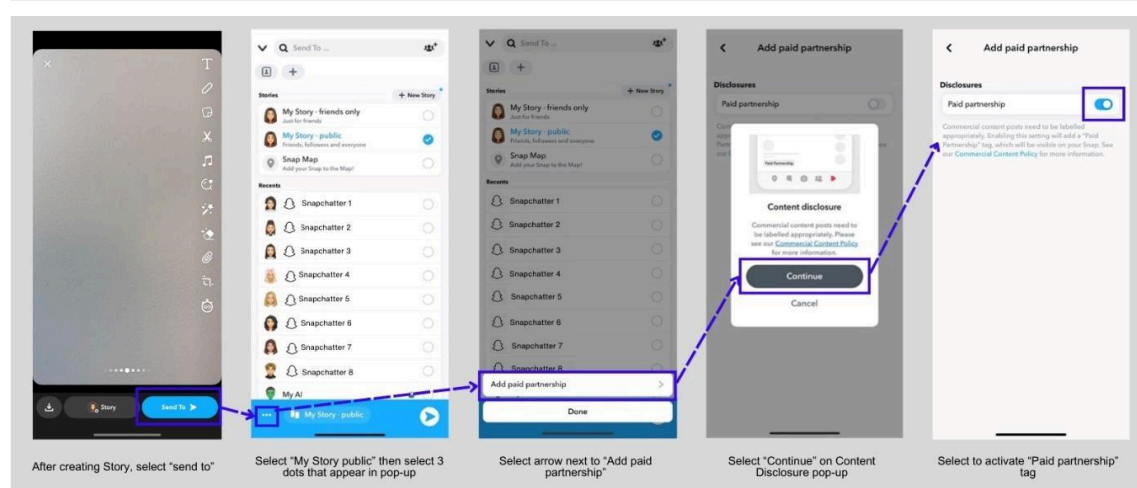 T
Story
Send To
After creating Story, select “send to”
Send To ...
Stories
+ New Story
My Story · friends only
Just for friends
My Story · public
Friends, followers and everyone
Snap Map
Add your Snap to the Map!
Recents
Snapchatter 1
Snapchatter 2
Snapchatter 3
Snapchatter 4
Snapchatter 5
Snapchatter 6
Snapchatter 7
Snapchatter 8
My AI
My Story · public
Select “My Story public” then select 3
dots that appear in pop-up
Send To ...
Stories
+ New Story
My Story · friends only
Just for friends
My Story · public
Friends, followers and everyone
Snap Map
Add your Snap to the Map!
Recents
Snapchatter 1
Snapchatter 2
Snapchatter 3
Snapchatter 4
Snapchatter 5
Snapchatter 6
Snapchatter 7
Snapchatter 8
Add paid partnership
Done
Select arrow next to “Add paid
partnership”
Add paid partnership
Disclosures
Paid partnership
Paid Partnership
Content disclosure
Commercial content posts need to
be labelled appropriately. Please
see our Commercial Content Policy
for more information.
Continue
Cancel
Select “Continue” on Content
Disclosure pop-up
Add paid partnership
Disclosures
Paid partnership
Commercial content posts need to be labelled
appropriately. Enabling this setting will add a “Paid
Partnership” tag, which will be visible on your Snap. See
our Commercial Content Policy for more information.
Select to activate “Paid partnership”
tag